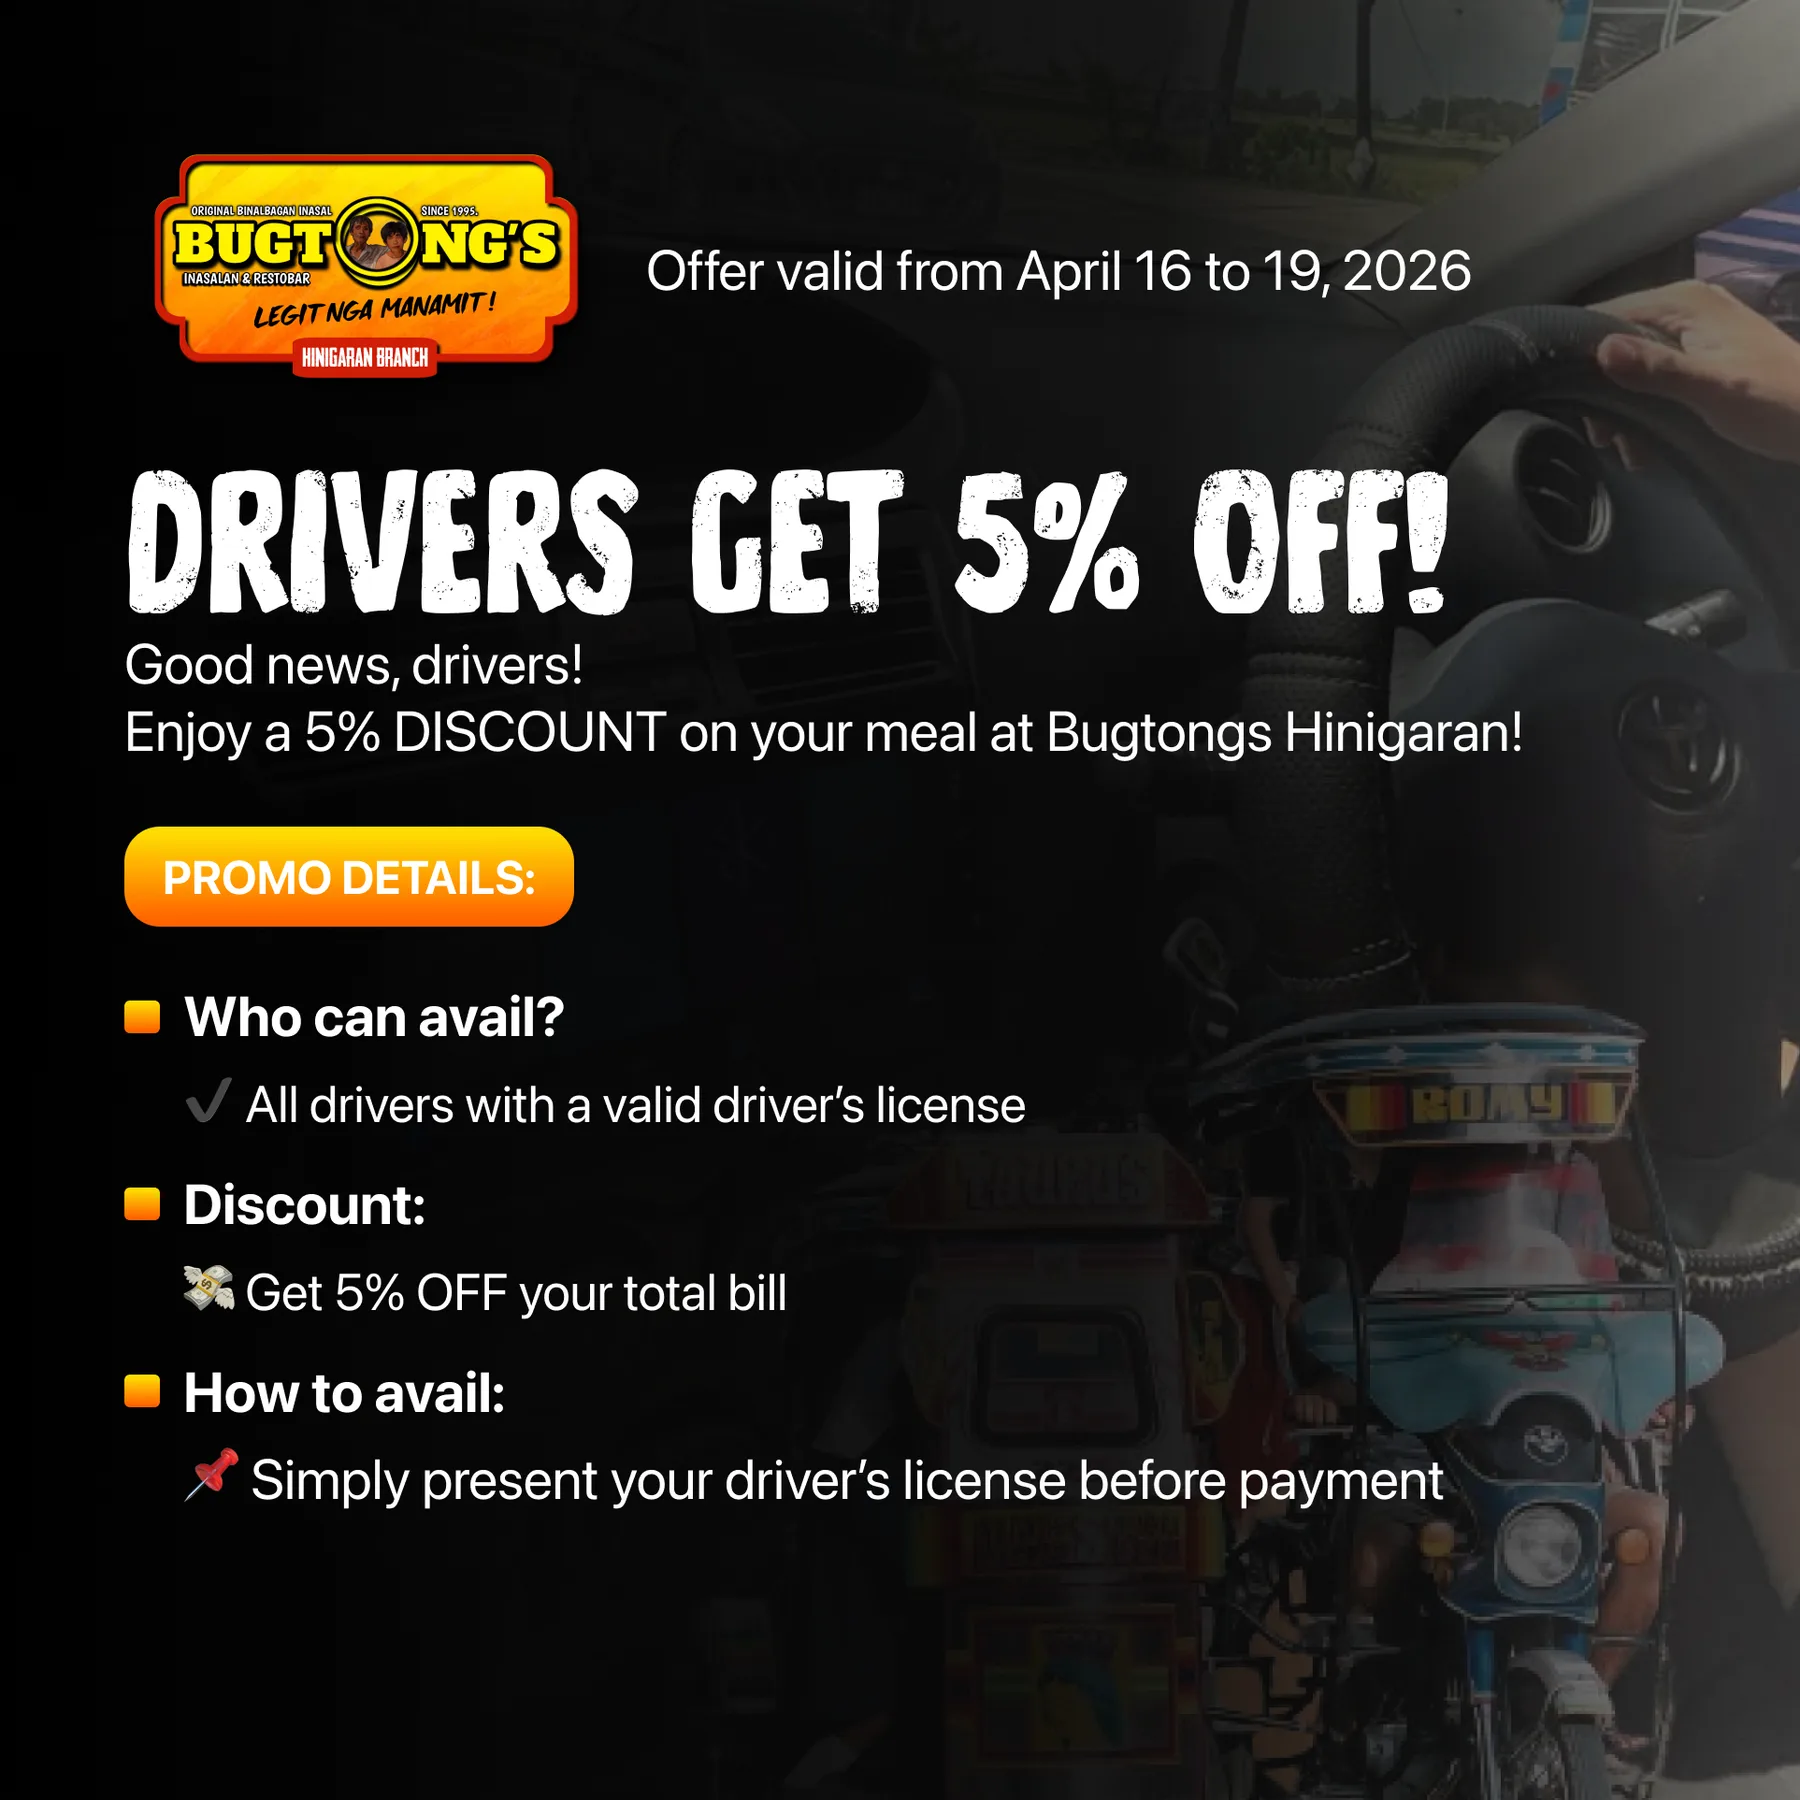 ORIGINAL BINALBAGAN INASAL
SINCE 1995.
BUGTONG'S
INASALAN & RESTOBAR
LEGIT NGA MANAMIT!
HINIGARAN BRANCH
Offer valid from April 16 to 19, 2026
DRIVERS GET 5% OFF!
Good news, drivers!
Enjoy a 5% DISCOUNT on your meal at Bugtongs Hinigaran!
PROMO DETAILS:
Who can avail?
✔ All drivers with a valid driver’s license
Discount:
💸 Get 5% OFF your total bill
How to avail:
📌 Simply present your driver’s license before payment
ROMY